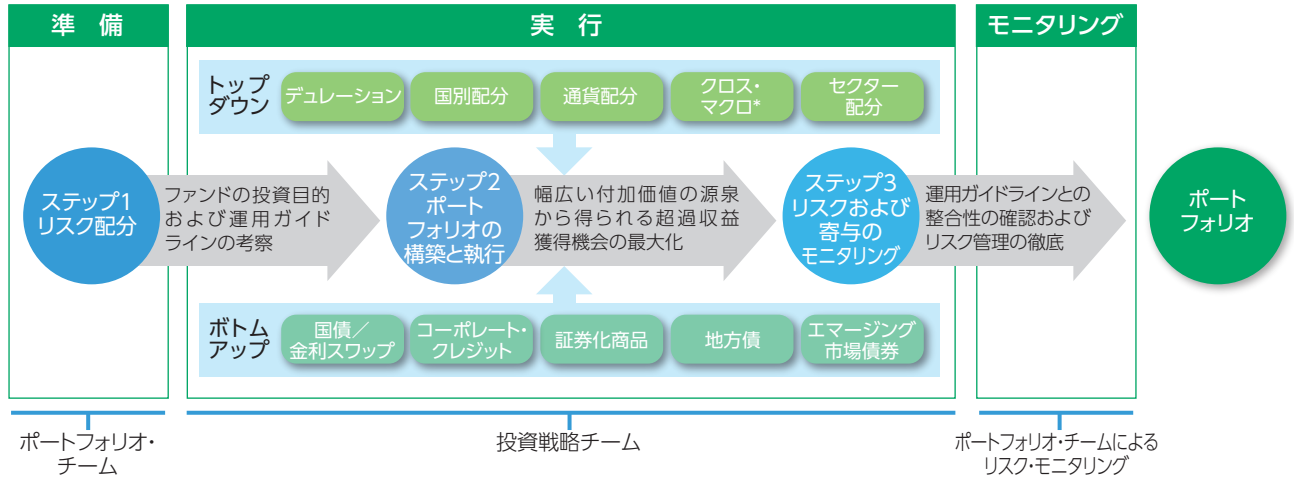 準 備
実 行
モニタリング
トップ
ダウン
デュレーション
国別配分
通貨配分
クロス・
マクロ*
セクター
配分
ステップ1
リスク配分
ファンドの投資目的
および運用ガイド
ラインの考察
ステップ2
ポート
フォリオの
構築と執行
幅広い付加価値の源泉
から得られる超過収益
獲得機会の最大化
ステップ3
リスクおよび
寄与の
モニタリング
運用ガイドラインとの
整合性の確認および
リスク管理の徹底
ポート
フォリオ
ボトム
アップ
国債／
金利スワップ
コーポレート・
クレジット
証券化商品
地方債
エマージング
市場債券
ポートフォリオ・
チーム
投資戦略チーム
ポートフォリオ・チームによる
リスク・モニタリング